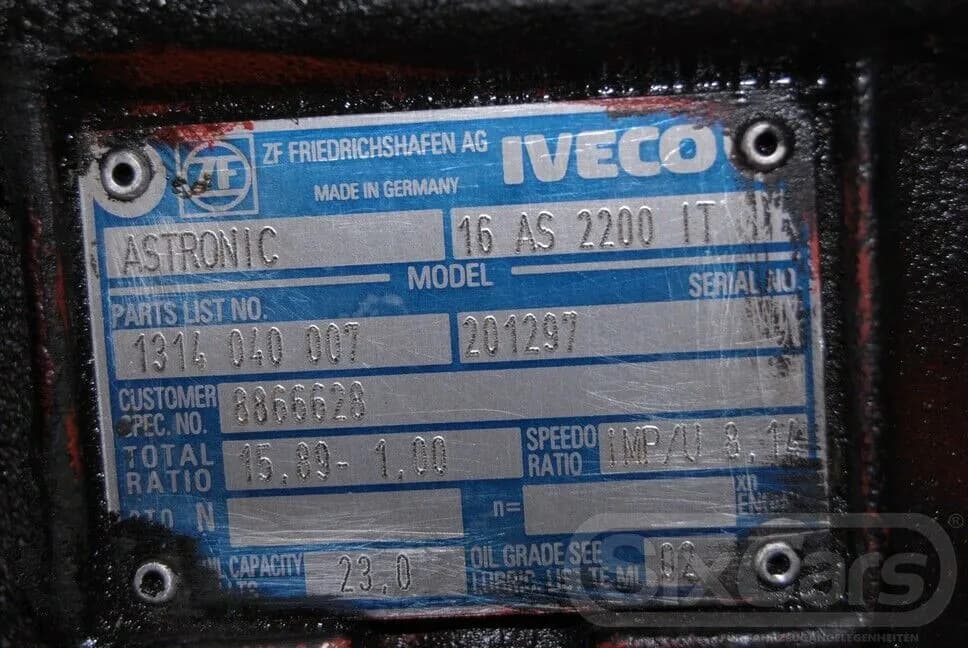 ZF
ZF FRIEDRICHSHAFEN AG
IVECO
MADE IN GERMANY
ASTRONIC
16 AS 2200 IT
MODEL
PARTS LIST NO.
SERIAL NO.
1314 040 007
201297
CUSTOMER
SPEC. NO.
8866628
TOTAL
RATIO
15,89- 1,00
SPEEDO
RATIO
IMP/U 8,14
N
n=
CAPACITY
23,0
OIL GRADE SEE
02
SixCars®